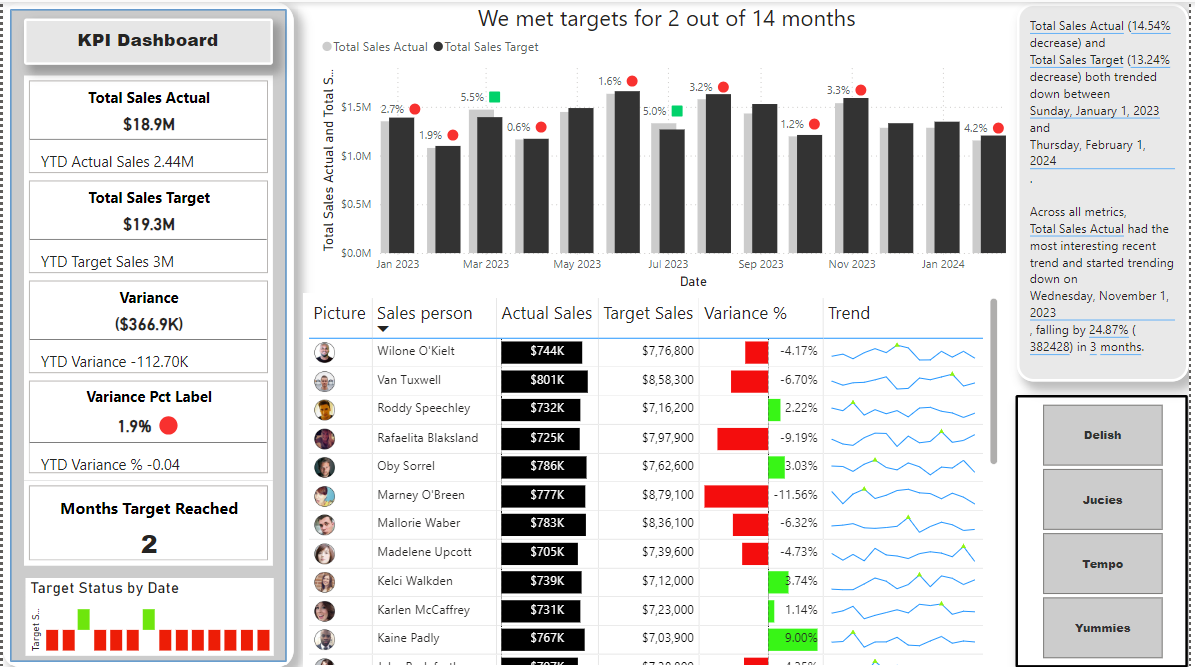 KPI Dashboard
Total Sales Actual
$18.9M
YTD Actual Sales 2.44M
Total Sales Target
$19.3M
YTD Target Sales 3M
Variance
($366.9K)
YTD Variance -112.70K
Variance Pct Label
1.9%
YTD Variance % -0.04
Months Target Reached
2
Target Status by Date
Target S...
We met targets for 2 out of 14 months
Total Sales Actual Total Sales Target
Total Sales Actual and Total S...
$1.5M
$1.0M
$0.5M
$0.0M
2.7%
1.9%
5.5%
0.6%
1.6%
5.0%
3.2%
1.2%
3.3%
4.2%
Jan 2023 Mar 2023 May 2023 Jul 2023 Sep 2023 Nov 2023 Jan 2024
Date
Picture Sales person Actual Sales Target Sales Variance % Trend
Wilone O'Kielt $744K $7,76,800 -4.17%
Van Tuxwell $801K $8,58,300 -6.70%
Roddy Speechley $732K $7,16,200 2.22%
Rafaelita Blaksland $725K $7,97,900 -9.19%
Oby Sorrel $786K $7,62,600 3.03%
Marney O'Breen $777K $8,79,100 -11.56%
Mallorie Waber $783K $8,36,100 -6.32%
Madelene Upcott $705K $7,39,600 -4.73%
Kelci Walkden $739K $7,12,000 3.74%
Karlen McCaffrey $731K $7,23,000 1.14%
Kaine Padly $767K $7,03,900 9.00%
Total Sales Actual (14.54%
decrease) and
Total Sales Target (13.24%
decrease) both trended
down between
Sunday, January 1, 2023
and
Thursday, February 1,
2024
.
Across all metrics,
Total Sales Actual had the
most interesting recent
trend and started trending
down on
Wednesday, November 1,
2023
, falling by 24.87% (
382428) in 3 months.
Delish
Jucies
Tempo
Yummies